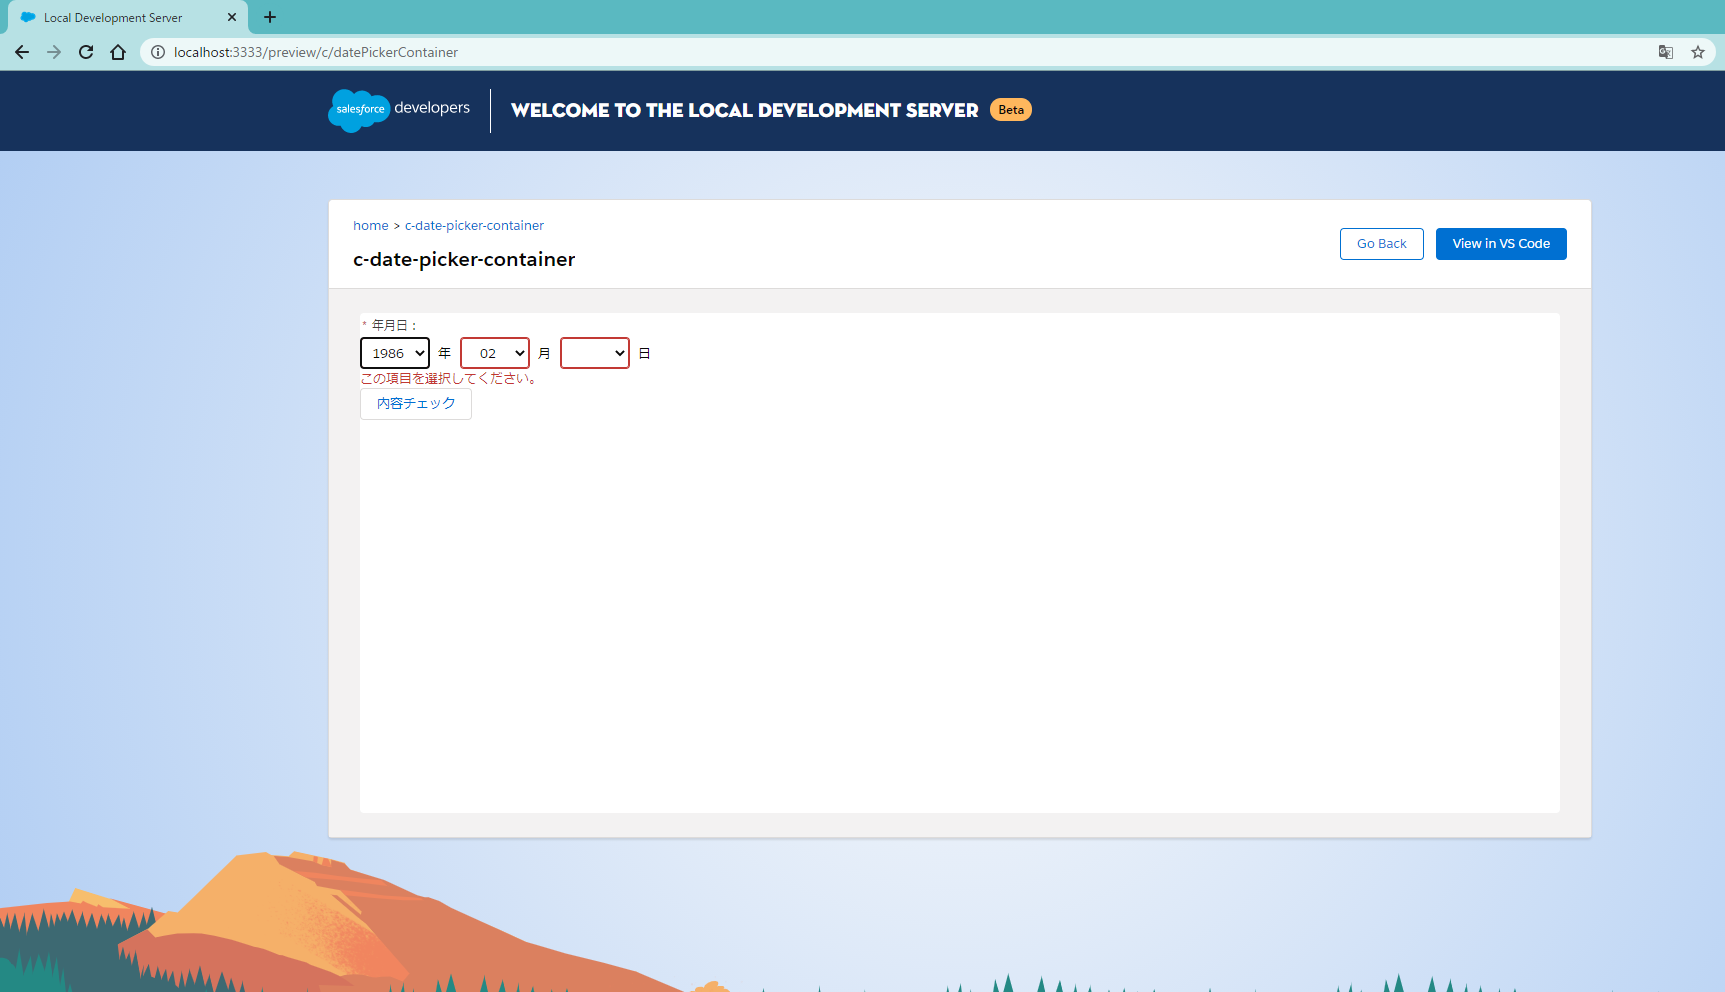 Local Development Server
localhost:3333/preview/c/datePickerContainer
salesforce developers WELCOME TO THE LOCAL DEVELOPMENT SERVER Beta
home > c-date-picker-container
c-date-picker-container
Go Back View in VS Code
* 年月日：
1986 年 02 月 日
この項目を選択してください。
内容チェック